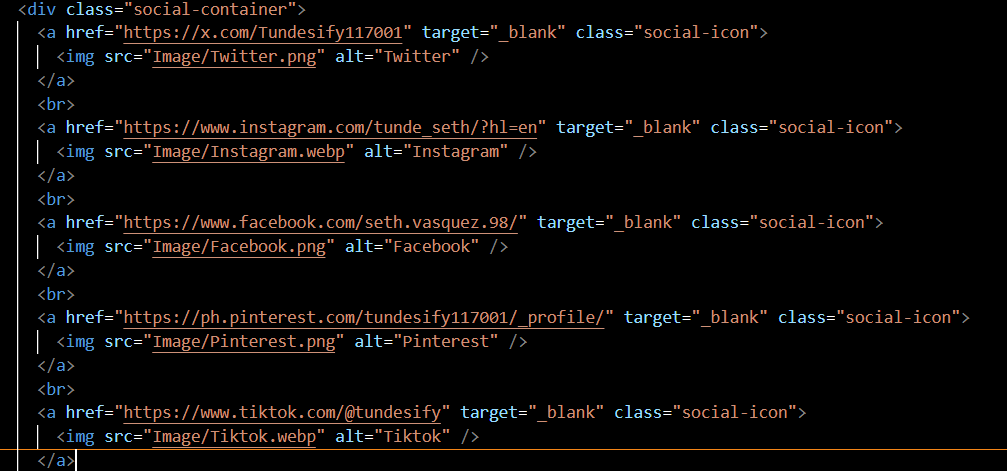 <div class="social-container">
<a href="https://x.com/Tundesify117001" target="_blank" class="social-icon">
<img src="Image/Twitter.png" alt="Twitter" />
</a>
<br>
<a href="https://www.instagram.com/tunde_seth/?hl=en" target="_blank" class="social-icon">
<img src="Image/Instagram.webp" alt="Instagram" />
</a>
<br>
<a href="https://www.facebook.com/seth.vasquez.98/" target="_blank" class="social-icon">
<img src="Image/Facebook.png" alt="Facebook" />
</a>
<br>
<a href="https://ph.pinterest.com/tundesify117001/_profile/" target="_blank" class="social-icon">
<img src="Image/Pinterest.png" alt="Pinterest" />
</a>
<br>
<a href="https://www.tiktok.com/@tundesify" target="_blank" class="social-icon">
<img src="Image/Tiktok.webp" alt="Tiktok" />
</a>